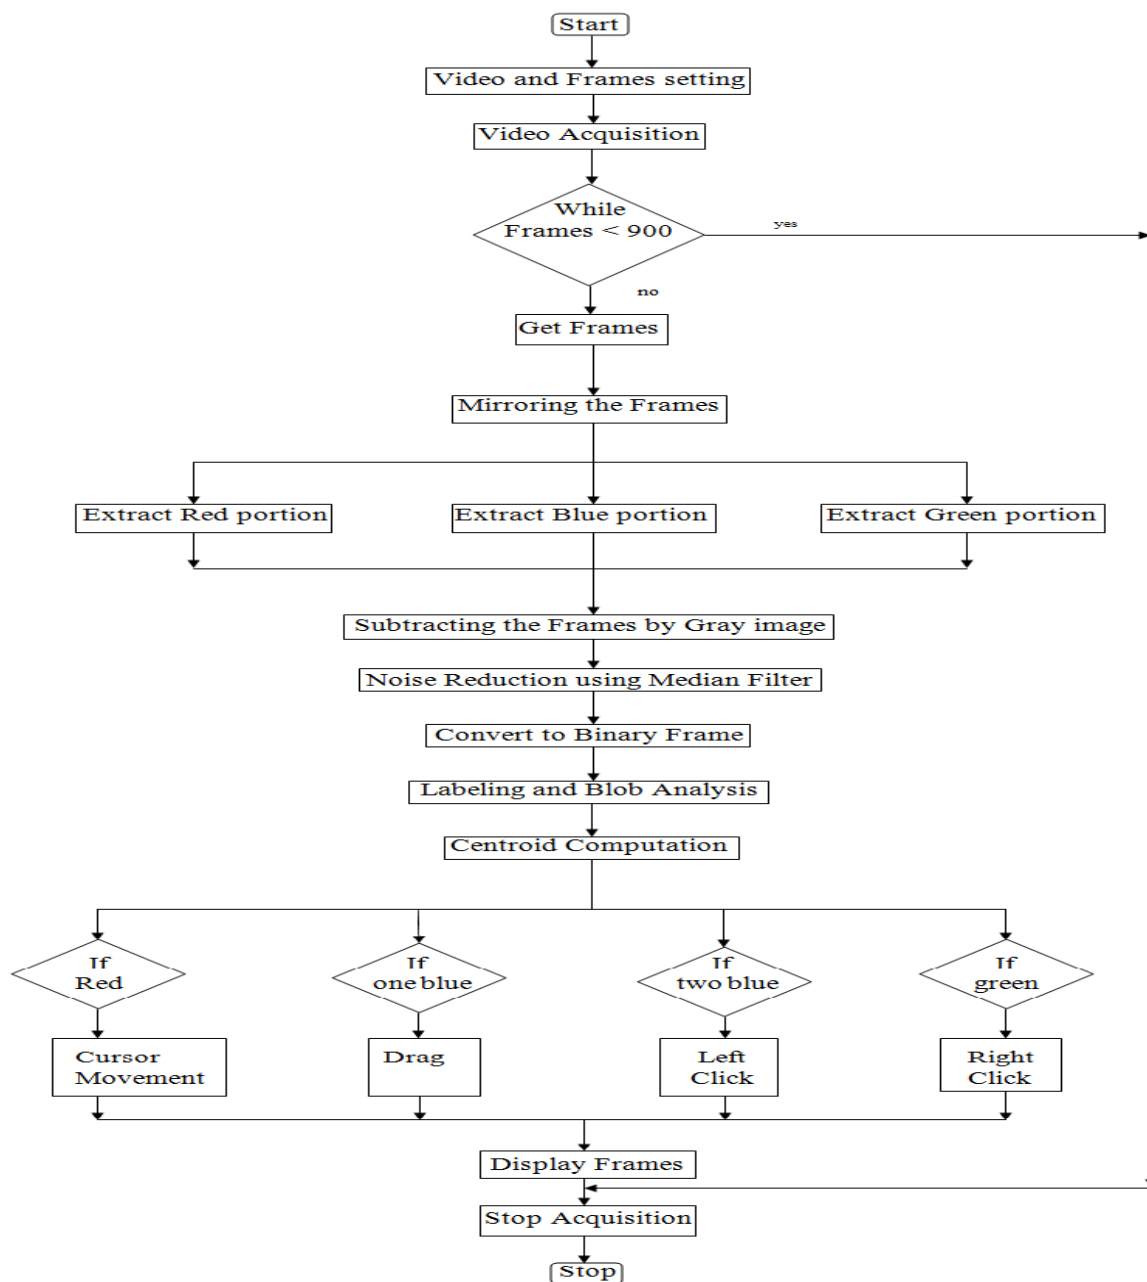 Start
Video and Frames setting
Video Acquisition
While
Frames < 900
yes
no
Get Frames
Mirroring the Frames
Extract Red portion
Extract Blue portion
Extract Green portion
Subtracting the Frames by Gray image
Noise Reduction using Median Filter
Convert to Binary Frame
Labeling and Blob Analysis
Centroid Computation
If
Red
If
one blue
If
two blue
If
green
Cursor
Movement
Drag
Left
Click
Right
Click
Display Frames
Stop Acquisition
Stop